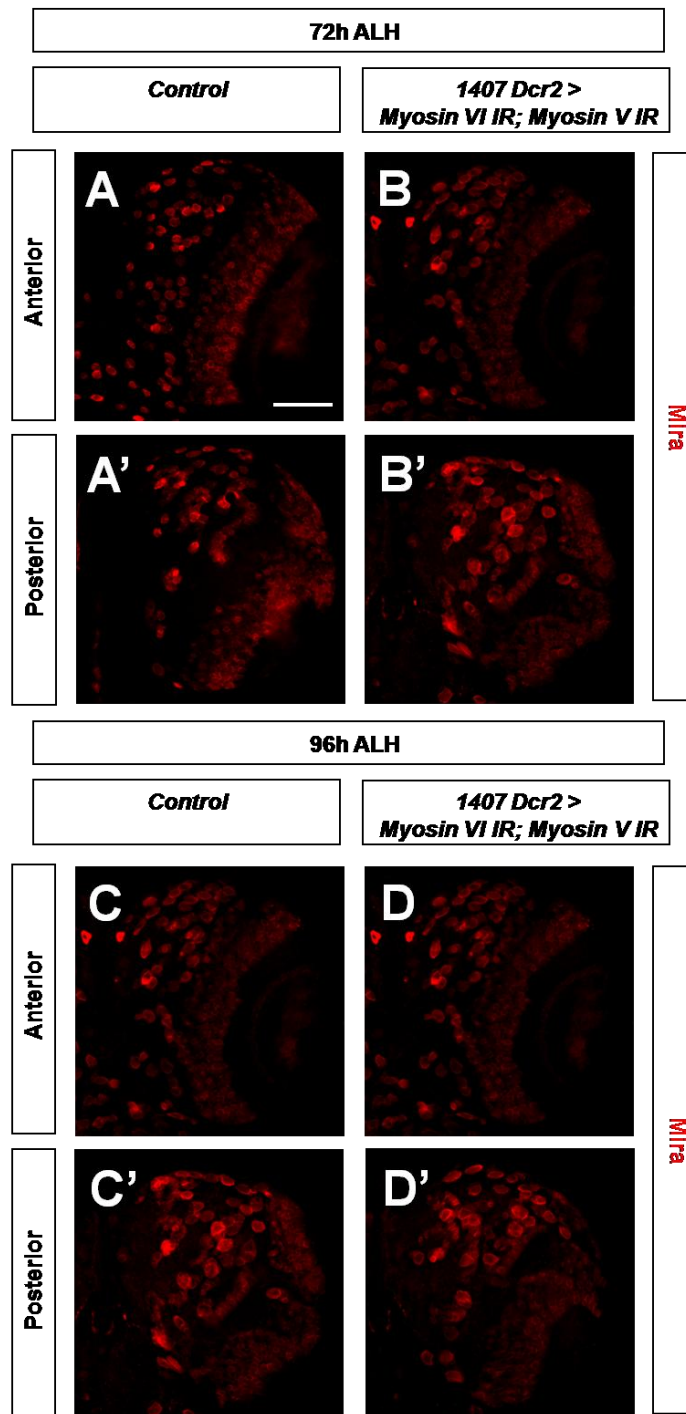 72h ALH
Control
1407 Dcr2 >
Myosin VI IR; Myosin V IR
Anterior
A
B
Mira
Posterior
A’
B’
96h ALH
Control
1407 Dcr2 >
Myosin VI IR; Myosin V IR
Anterior
C
D
Mira
Posterior
C’
D’